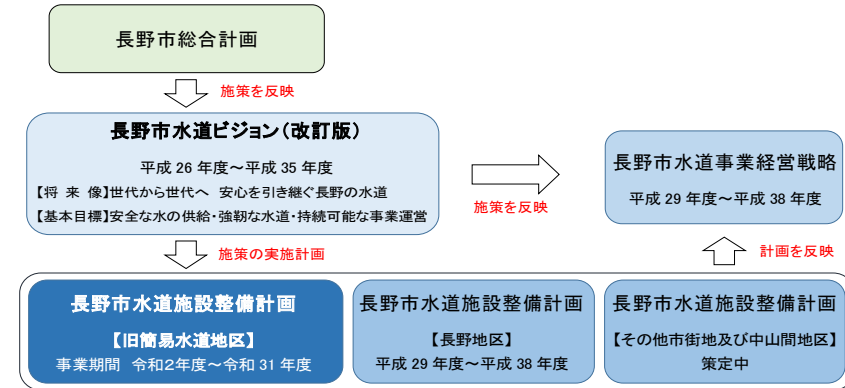 長野市総合計画
施策を反映
長野市水道ビジョン（改訂版）
平成 26 年度～平成 35 年度
【将 来 像】世代から世代へ 安心を引き継ぐ長野の水道
【基本目標】安全な水の供給・強靭な水道・持続可能な事業運営
施策を反映
長野市水道事業経営戦略
平成 29 年度～平成 38 年度
施策の実施計画
計画を反映
長野市水道施設整備計画
【旧簡易水道地区】
事業期間 令和２年度～令和 31 年度
長野市水道施設整備計画
【長野地区】
平成 29 年度～平成 38 年度
長野市水道施設整備計画
【その他市街地及び中山間地区】
策定中